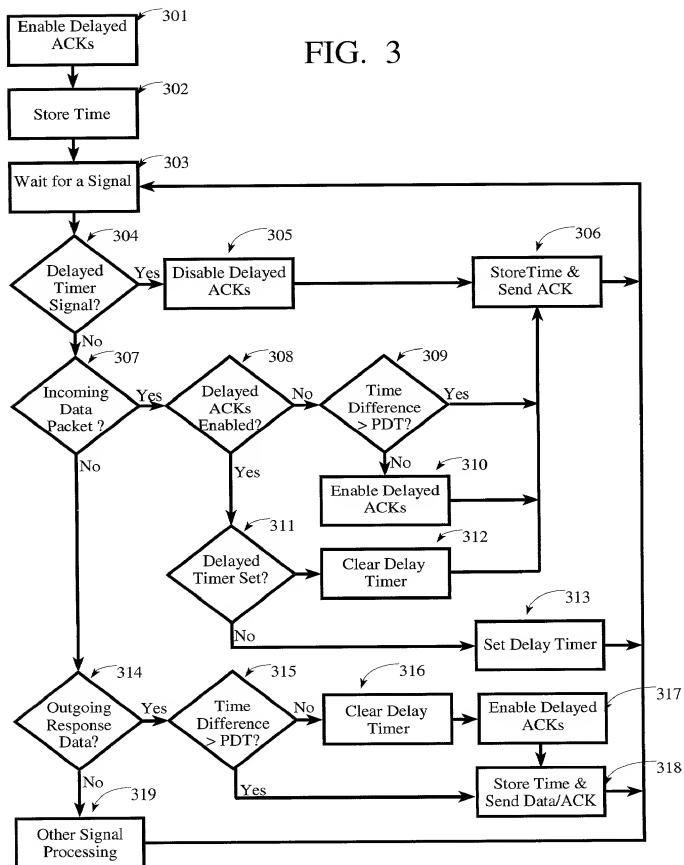 301
Enable Delayed
ACKs
FIG. 3
302
Store Time
303
Wait for a Signal
304
Delayed
Timer
Signal?
Yes
305
Disable Delayed
ACKs
306
StoreTime &
Send ACK
No
307
Incoming
Data
Packet ?
Yes
308
Delayed
ACKs
Enabled?
No
309
Time
Difference
> PDT?
Yes
No
310
Enable Delayed
ACKs
No
Yes
311
Delayed
Timer Set?
312
Clear Delay
Timer
No
313
Set Delay Timer
314
Outgoing
Response
Data?
Yes
315
Time
Difference
> PDT?
No
316
Clear Delay
Timer
317
Enable Delayed
ACKs
Yes
318
Store Time &
Send Data/ACK
No
319
Other Signal
Processing